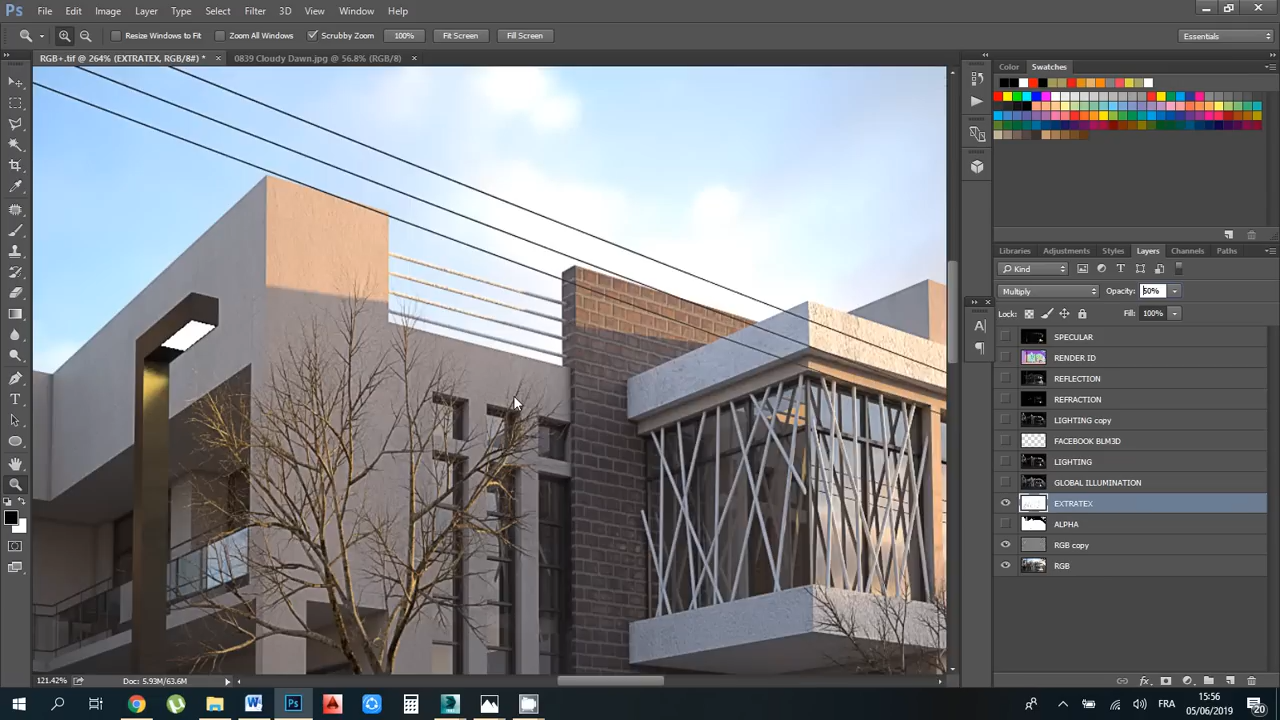 Ps File Edit Image Layer Type Select Filter 3D View Window Help
Resize Windows to Fit Zoom All Windows Scrubby Zoom 100% Fit Screen Fill Screen Essentials
RGB+.tif @ 264% (EXTRATEX, RGB/8#) * × 0839 Cloudy Dawn.jpg @ 56.8% (RGB/8) ×
Color Swatches
Libraries Adjustments Styles Layers Channels Paths
Kind
Multiply Opacity: 50%
Lock: Fill: 100%
SPECULAR
RENDER ID
REFLECTION
REFRACTION
LIGHTING copy
FACEBOOK BLM3D
LIGHTING
GLOBAL ILLUMINATION
EXTRATEX
ALPHA
RGB copy
RGB
121.42% Doc: 5.93M/63.6M
FRA
15:56
05/06/2019
20